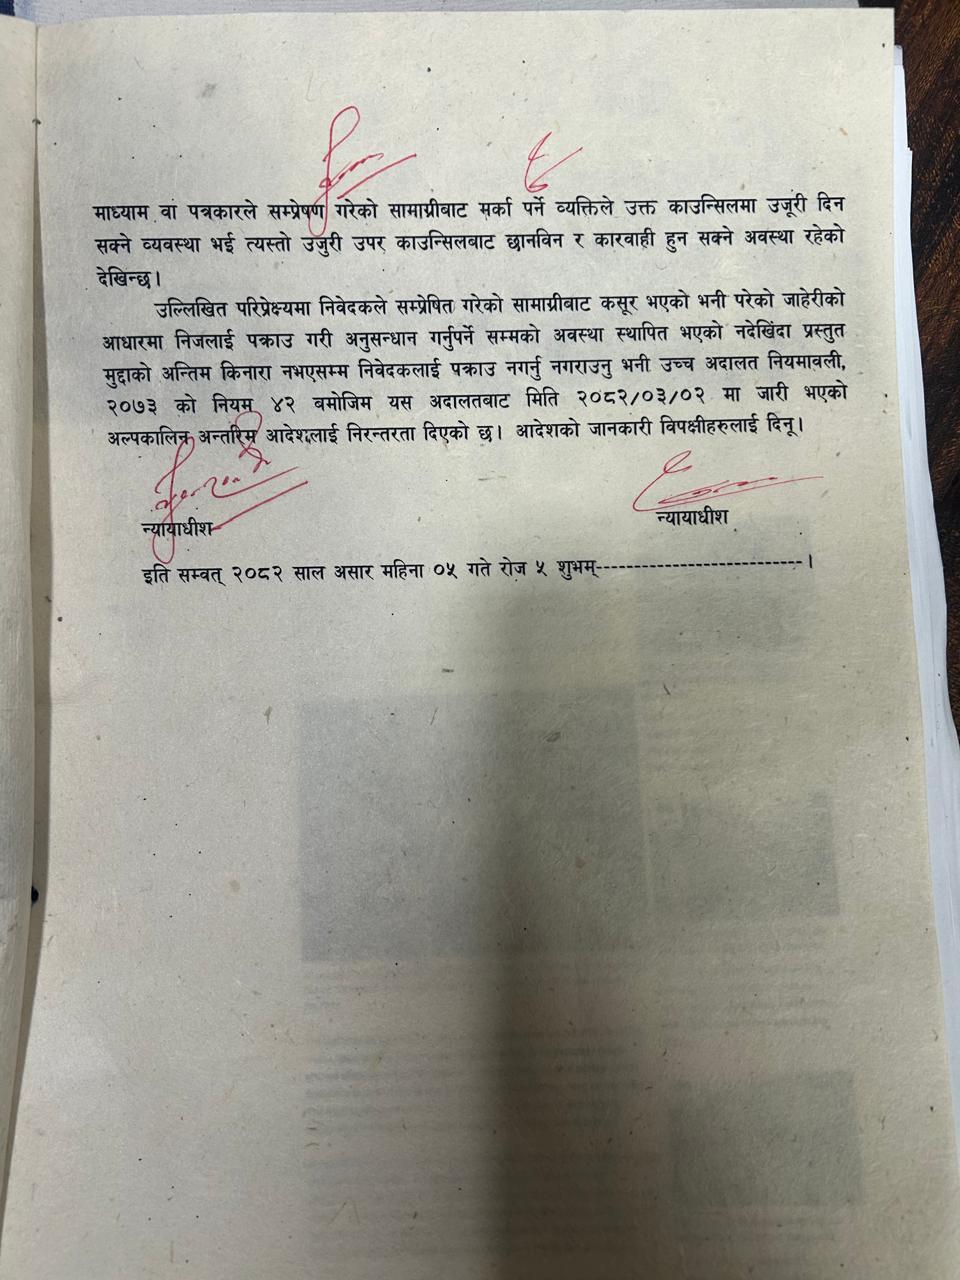 माध्याम वा पत्रकारले सम्प्रेषण गरेको सामाग्रीबाट मर्का पर्ने व्यक्तिले उक्त काउन्सिलमा उजूरी दिन
सक्ने व्यवस्था भई त्यस्तो उजुरी उपर काउन्सिलबाट छानविन र कारवाही हुन सक्ने अवस्था रहेको
देखिन्छ।
उल्लिखित परिप्रेक्ष्यमा निवेदकले सम्प्रेषित गरेको सामाग्रीबाट कसूर भएको भनी परेको जाहेरीको
आधारमा निजलाई पक्राउ गरी अनुसन्धान गर्नुपर्ने सम्मको अवस्था स्थापित भएको नदेखिंदा प्रस्तुत
मुद्दाको अन्तिम किनारा नभएसम्म निवेदकलाई पक्राउ नगर्नु नगराउनु भनी उच्च अदालत नियमावली,
२०७३ को नियम ४२ बमोजिम यस अदालतबाट मिति २०८२/०३/०२ मा जारी भएको
अल्पकालिन अन्तरिम आदेशलाई निरन्तरता दिएको छ। आदेशको जानकारी विपक्षीहरुलाई दिनू।
न्यायाधीश न्यायाधीश
इति सम्वत् २०८२ साल असार महिना ०५ गते रोज ५ शुभम्--------------------------।